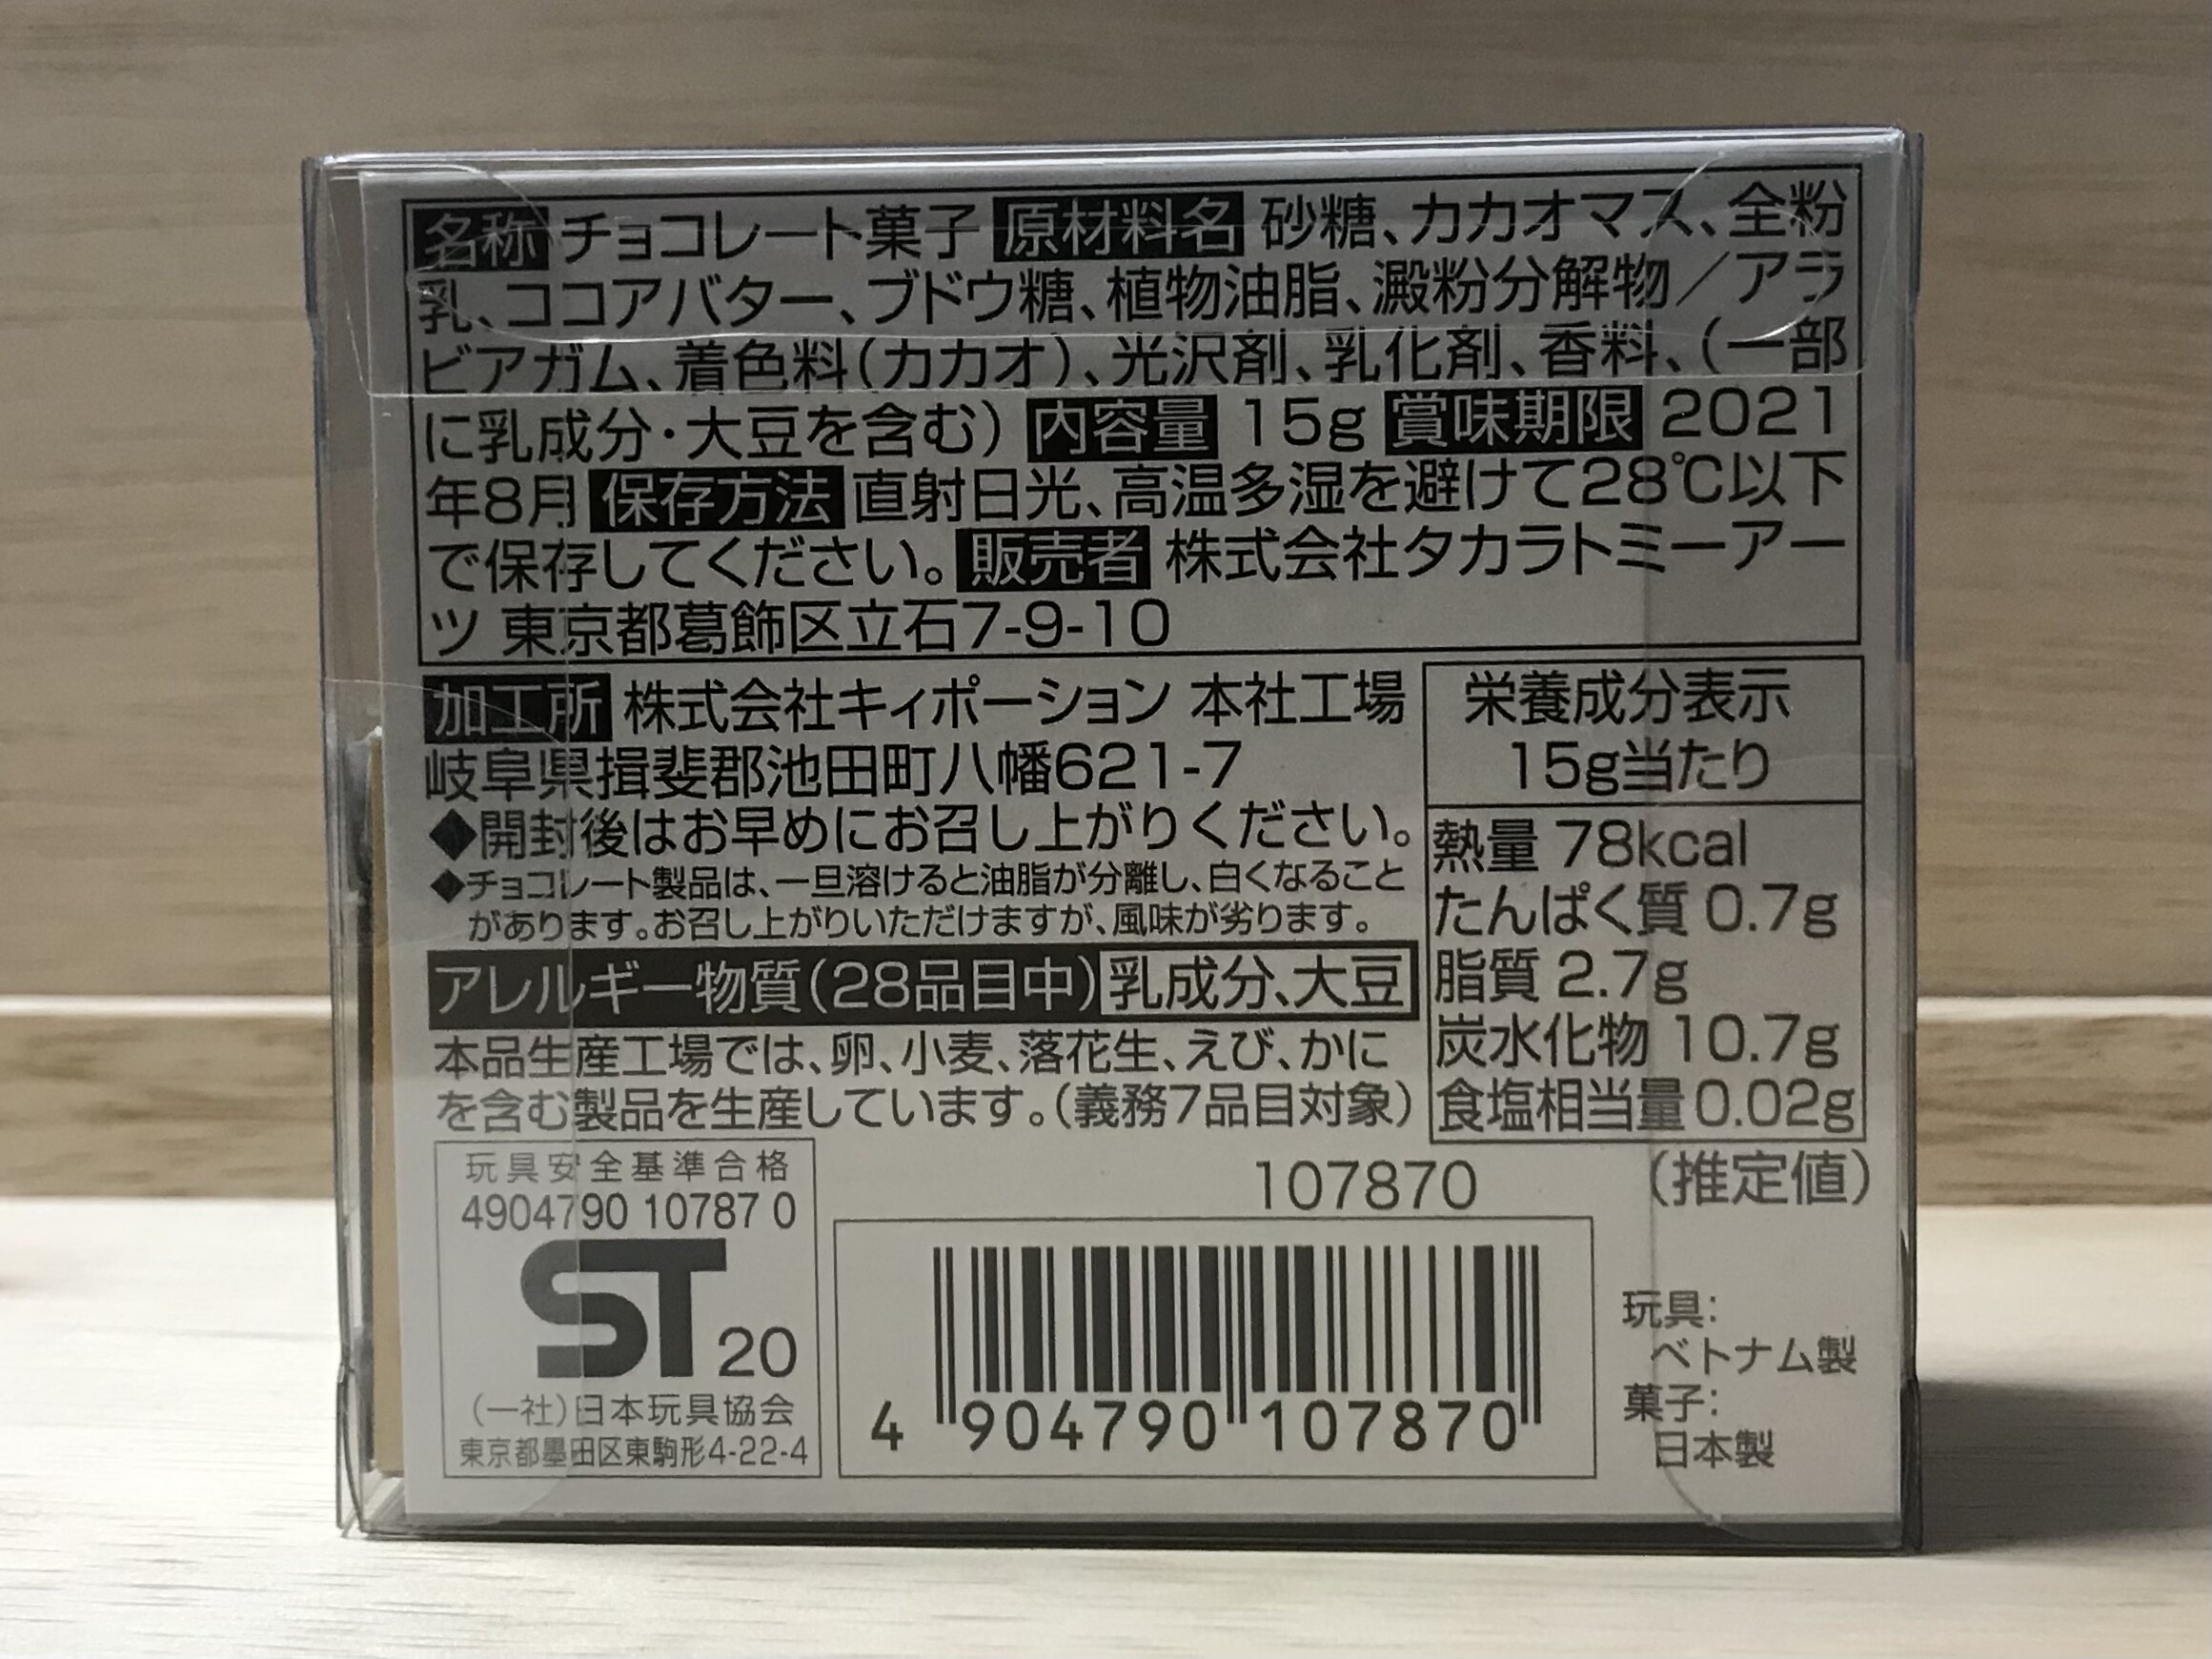 名称 チョコレート菓子 原材料名 砂糖、カカオマス、全粉
乳、ココアバター、ブドウ糖、植物油脂、澱粉分解物／アラ
ビアガム、着色料(カカオ)、光沢剤、乳化剤、香料、(一部
に乳成分・大豆を含む) 内容量 15g 賞味期限 2021
年8月 保存方法 直射日光、高温多湿を避けて28℃以下
で保存してください。 販売者 株式会社タカラトミーアー
ツ 東京都葛飾区立石7-9-10
加工所 株式会社キィポーション 本社工場
岐阜県揖斐郡池田町八幡621-7
◆開封後はお早めにお召し上がりください。
◆チョコレート製品は、一旦溶けると油脂が分離し、白くなること
があります。お召し上がりいただけますが、風味が劣ります。
アレルギー物質(28品目中) 乳成分、大豆
本品生産工場では、卵、小麦、落花生、えび、かに
を含む製品を生産しています。(義務7品目対象)
栄養成分表示
15g当たり
熱量 78kcal
たんぱく質 0.7g
脂質 2.7g
炭水化物 10.7g
食塩相当量 0.02g
(推定値)
玩具安全基準合格
4904790 10787 0
ST 20
(一社)日本玩具協会
東京都墨田区東駒形4-22-4
107870
4 904790 107870
玩具:
ベトナム製
菓子:
日本製